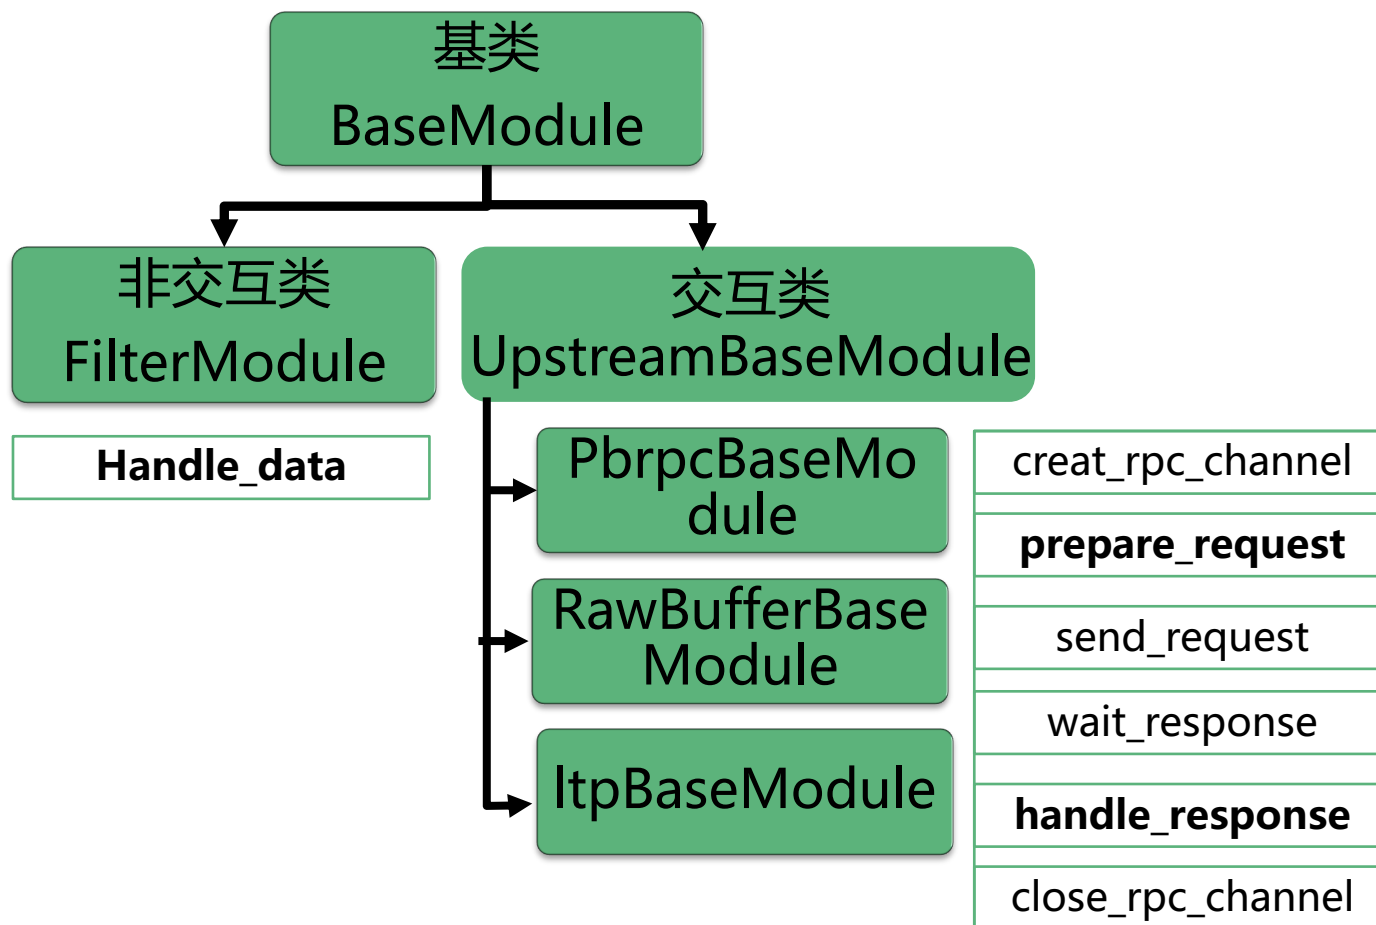 基类
BaseModule
非交互类
FilterModule
交互类
UpstreamBaseModule
Handle_data
PbrpcBaseMo
dule
RawBufferBase
Module
ItpBaseModule
creat_rpc_channel
prepare_request
send_request
wait_response
handle_response
close_rpc_channel